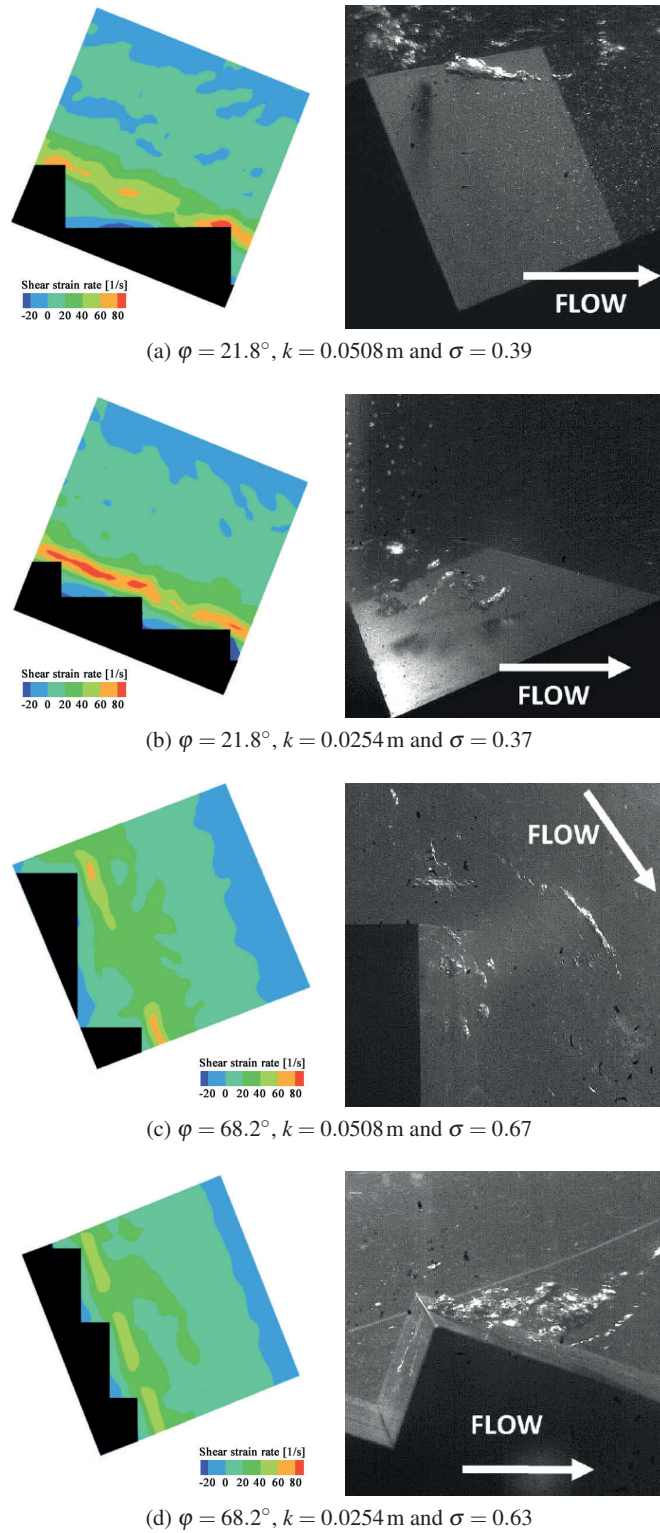 Shear strain rate [1/s]
-20 0 20 40 60 80
FLOW
(a) φ = 21.8°, k = 0.0508 m and σ = 0.39
Shear strain rate [1/s]
-20 0 20 40 60 80
FLOW
(b) φ = 21.8°, k = 0.0254 m and σ = 0.37
FLOW
Shear strain rate [1/s]
-20 0 20 40 60 80
(c) φ = 68.2°, k = 0.0508 m and σ = 0.67
Shear strain rate [1/s]
-20 0 20 40 60 80
FLOW
(d) φ = 68.2°, k = 0.0254 m and σ = 0.63